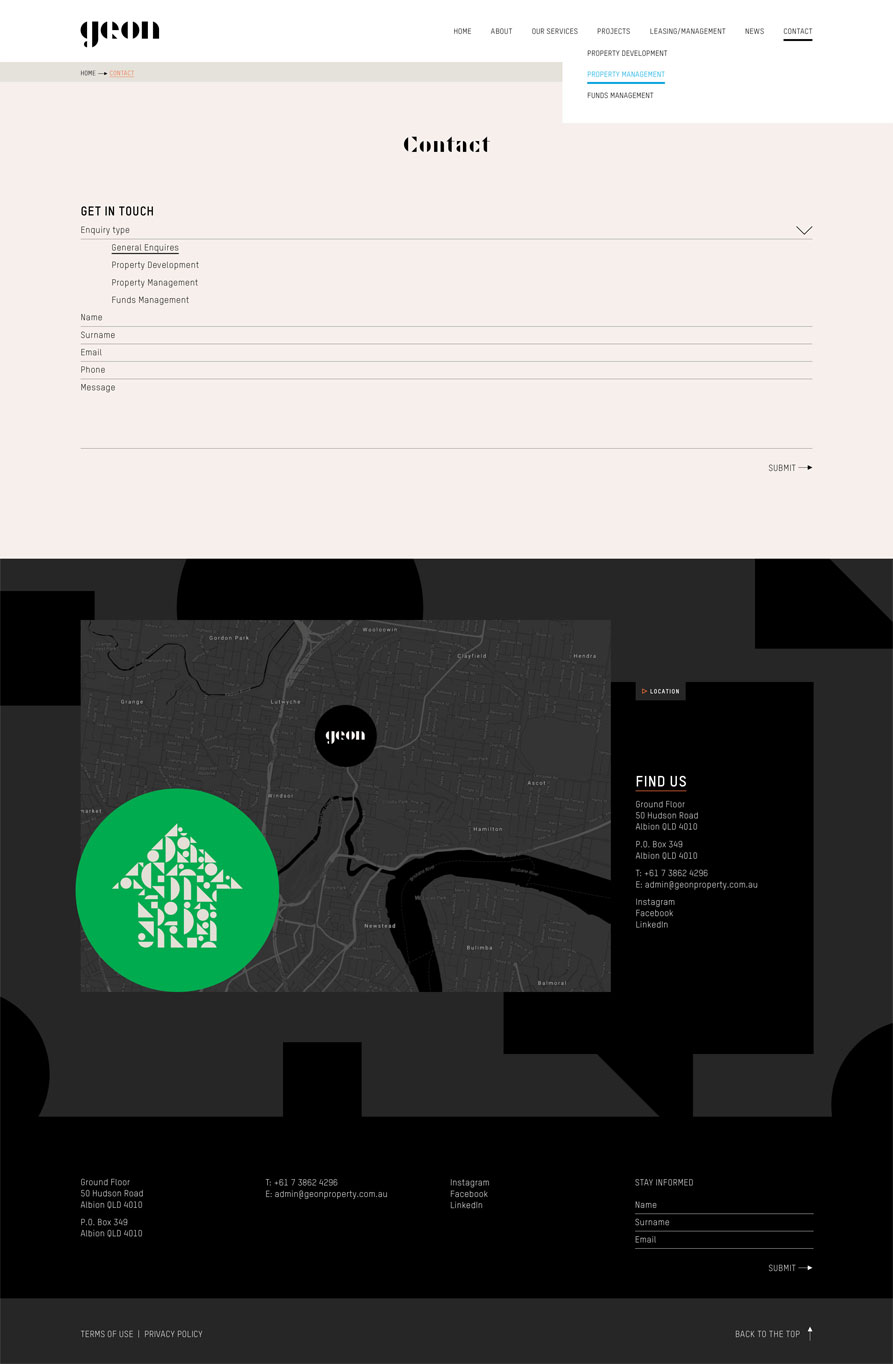 geon
HOME ABOUT OUR SERVICES PROJECTS LEASING/MANAGEMENT NEWS CONTACT
PROPERTY DEVELOPMENT
PROPERTY MANAGEMENT
FUNDS MANAGEMENT
HOME CONTACT
Contact
GET IN TOUCH
Enquiry type
General Enquires
Property Development
Property Management
Funds Management
Name
Surname
Email
Phone
Message
SUBMIT
Wooloowin
Gordon Park
Clayfield
Hendra
Grange
Lutwyche
geon
Ascot
Windsor
market
Hamilton
Brisbane River
Brisbane River
Newstead
Bulimba
Balmoral
LOCATION
FIND US
Ground Floor
50 Hudson Road
Albion QLD 4010
P.O. Box 349
Albion QLD 4010
T: +61 7 3862 4296
E: admin@geonproperty.com.au
Instagram
Facebook
LinkedIn
Ground Floor
50 Hudson Road
Albion QLD 4010
P.O. Box 349
Albion QLD 4010
T: +61 7 3862 4296
E: admin@geonproperty.com.au
Instagram
Facebook
LinkedIn
STAY INFORMED
Name
Surname
Email
SUBMIT
TERMS OF USE | PRIVACY POLICY
BACK TO THE TOP